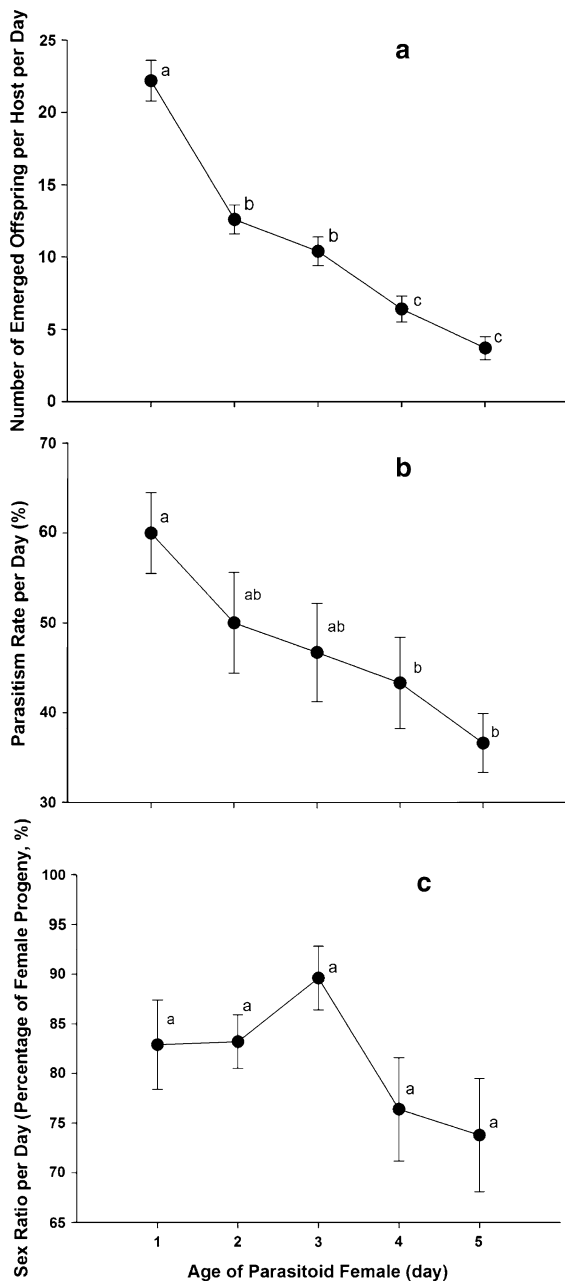 Number of Emerged Offspring per Host per Day
25
20
15
10
5
0
a
a
b
b
c
c
Parasitism Rate per Day (%)
70
60
50
40
30
b
a
ab
ab
b
b
Sex Ratio per Day (Percentage of Female Progeny, %)
100
95
90
85
80
75
70
65
c
a
a
a
a
a
1 2 3 4 5
Age of Parasitoid Female (day)